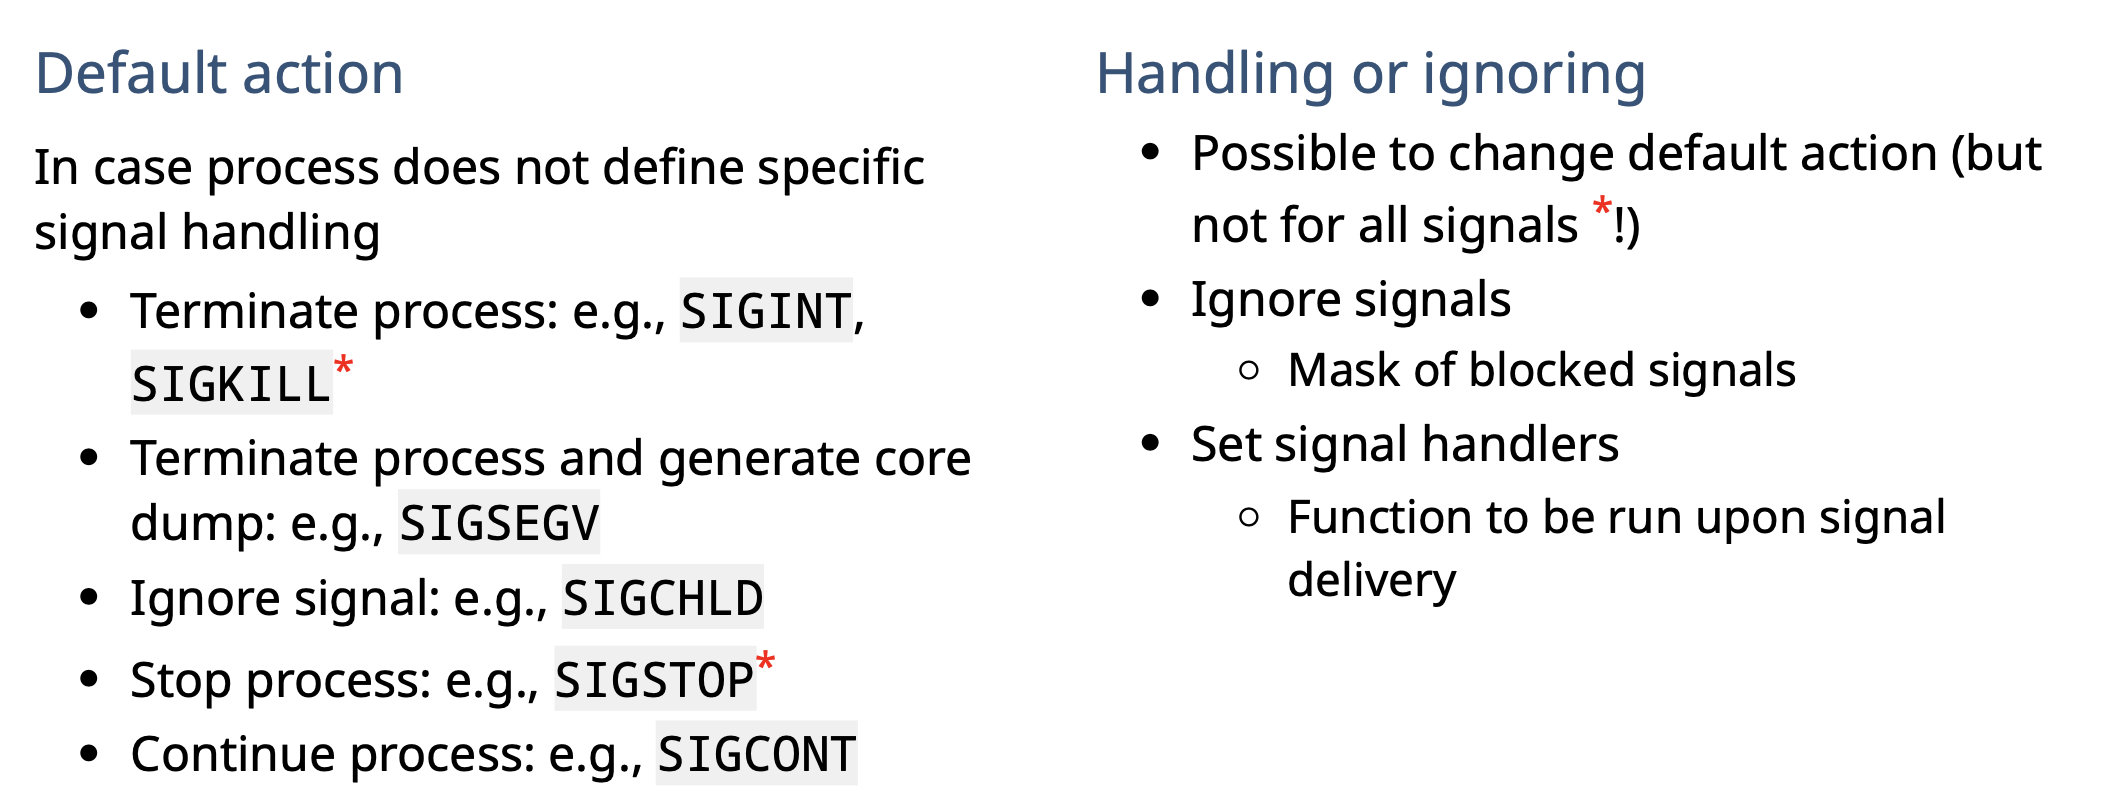 Default action
In case process does not define specific
signal handling
• Terminate process: e.g., SIGINT,
SIGKILL*
• Terminate process and generate core
dump: e.g., SIGSEGV
• Ignore signal: e.g., SIGCHLD
• Stop process: e.g., SIGSTOP*
• Continue process: e.g., SIGCONT
Handling or ignoring
• Possible to change default action (but
not for all signals *!)
• Ignore signals
○ Mask of blocked signals
• Set signal handlers
○ Function to be run upon signal
delivery